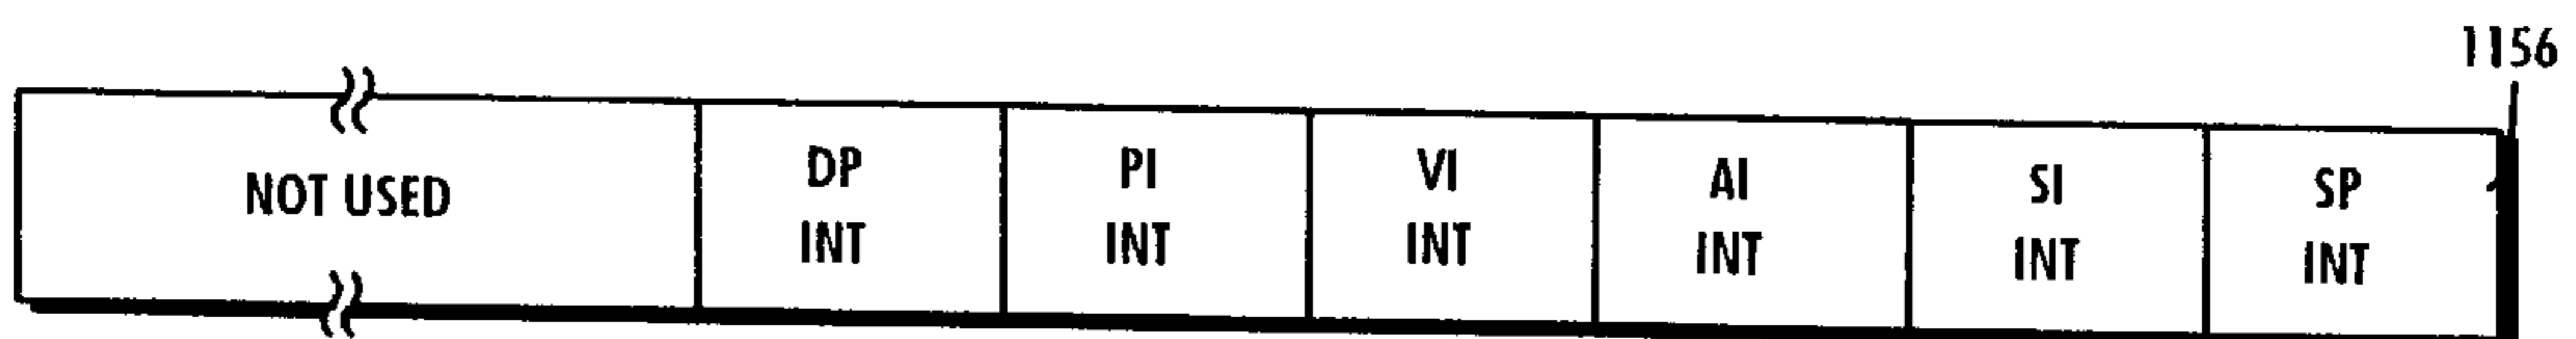 1156
NOT USED
DP
INT
PI
INT
VI
INT
AI
INT
SI
INT
SP
INT